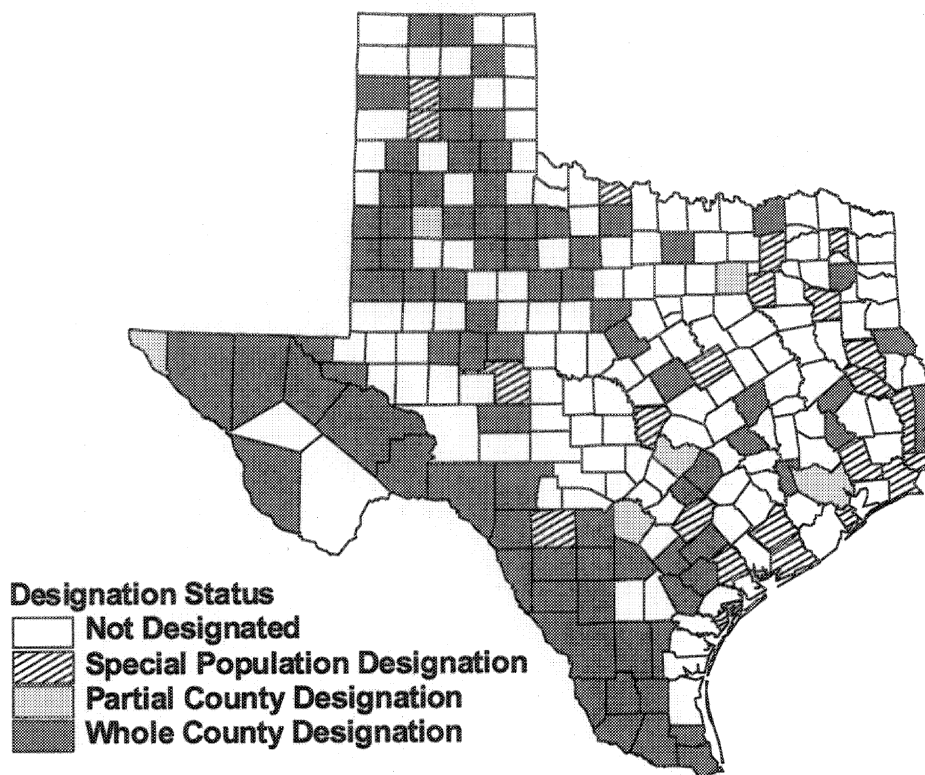 Designation Status
Not Designated
Special Population Designation
Partial County Designation
Whole County Designation